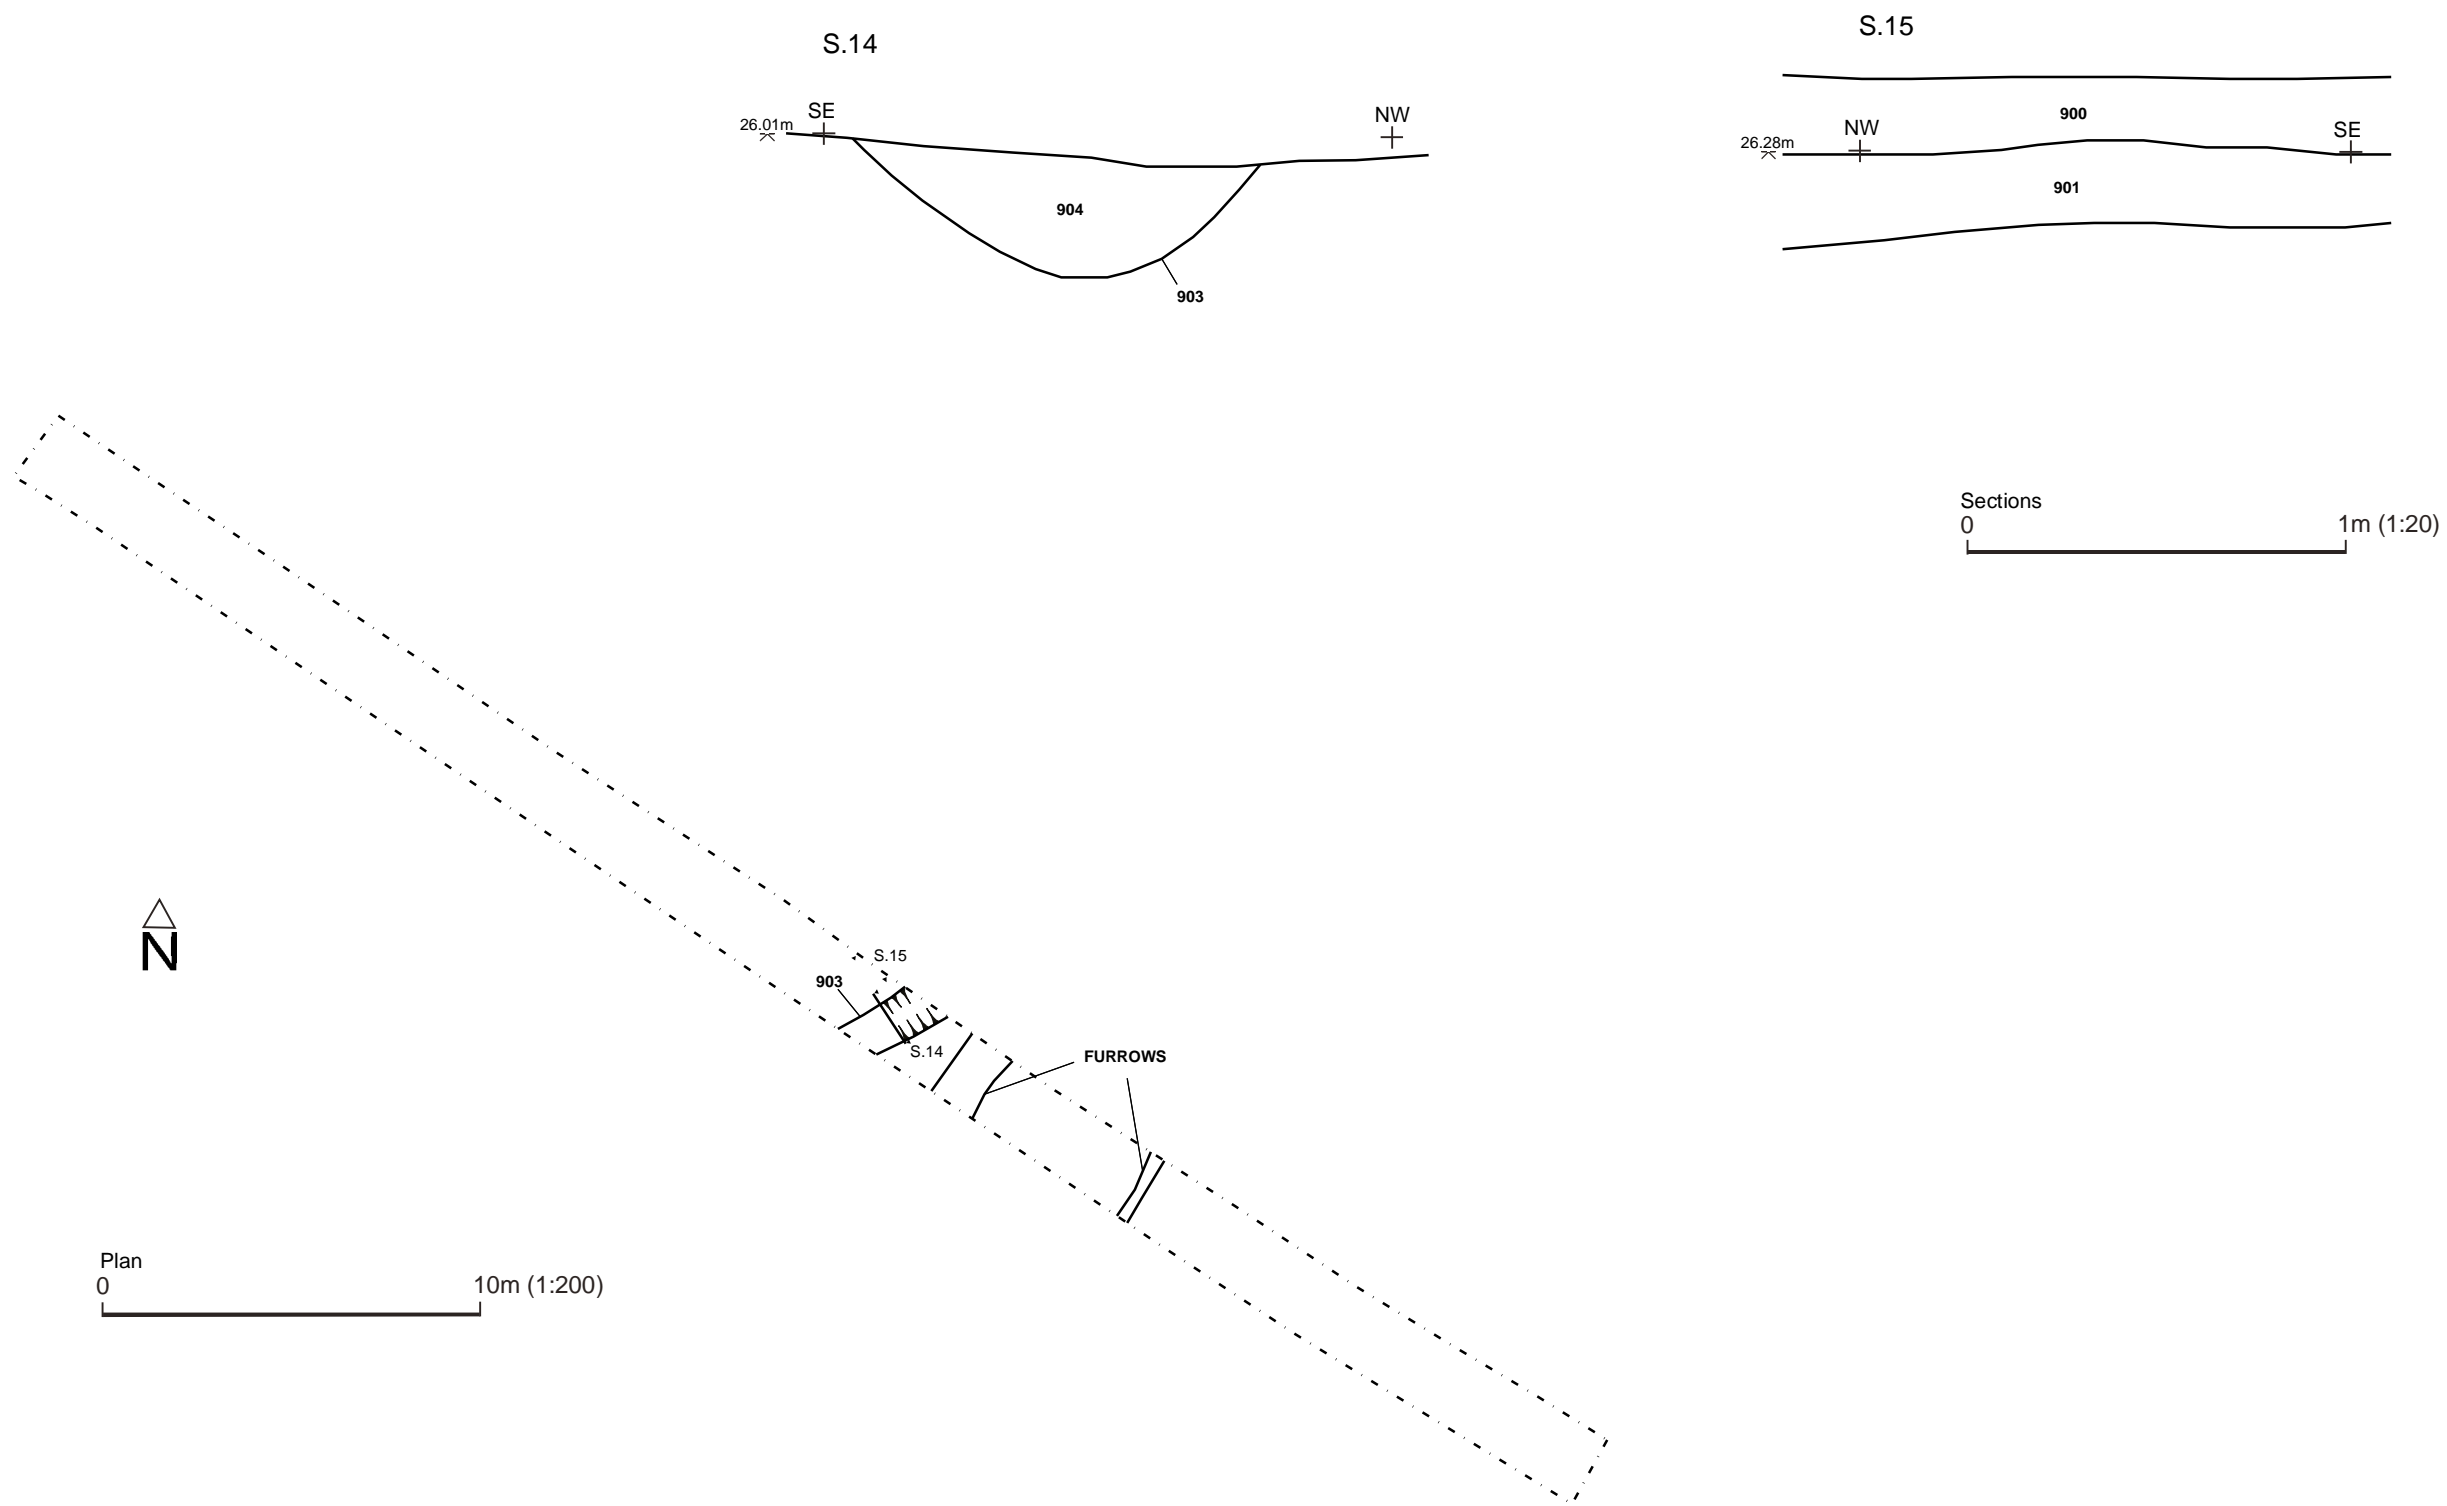 S.14
S.15
SE
NW
26.01m
904
903
900
NW
SE
26.28m
901
Sections
0 1m (1:20)
N
S.15
903
S.14
FURROWS
Plan
0 10m (1:200)